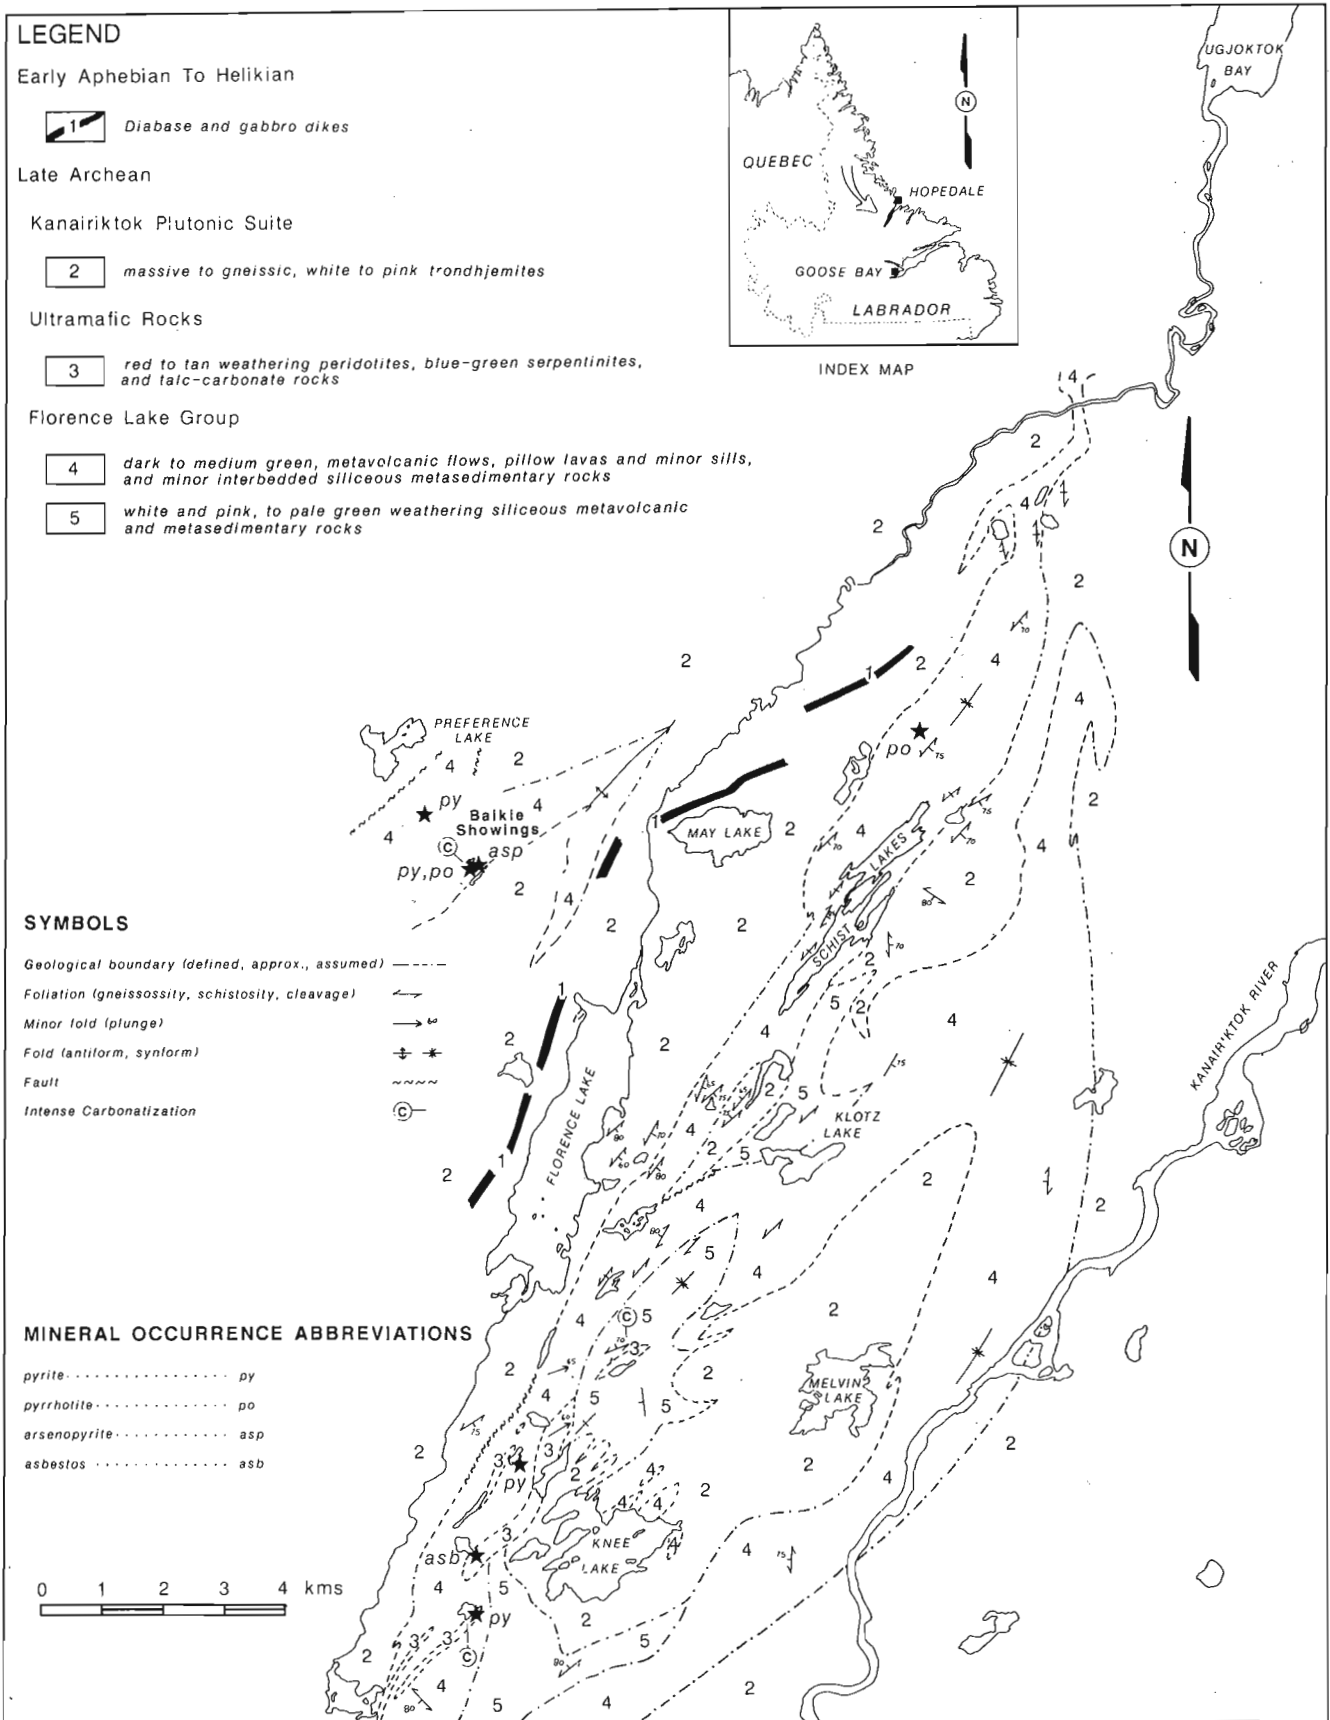 LEGEND
Early Aphebian To Helikian
1 Diabase and gabbro dikes
Late Archean
Kanairiktok Plutonic Suite
2 massive to gneissic, white to pink trondhjemites
Ultramafic Rocks
3 red to tan weathering peridotites, blue-green serpentinites,
and talc-carbonate rocks
Florence Lake Group
4 dark to medium green, metavolcanic flows, pillow lavas and minor sills,
and minor interbedded siliceous metasedimentary rocks
5 white and pink, to pale green weathering siliceous metavolcanic
and metasedimentary rocks
QUEBEC
N
HOPEDALE
GOOSE BAY
LABRADOR
INDEX MAP
UGJOKTOK
BAY
N
PREFERENCE
LAKE
py
Baikie
Showings
C
asp
py,po
po
MAY LAKE
SCHIST LAKES
KANAIR'KTOK RIVER
FLORENCE LAKE
KLOTZ
LAKE
MELVIN
LAKE
KNEE
LAKE
C
py
asb
py
C
SYMBOLS
Geological boundary (defined, approx., assumed)
Foliation (gneissossity, schistosity, cleavage)
Minor fold (plunge) 60
Fold (antiform, synform)
Fault
Intense Carbonatization C
MINERAL OCCURRENCE ABBREVIATIONS
pyrite . . . . . . . . . . . . . . . . . py
pyrrholite . . . . . . . . . . . . . . po
arsenopyrite . . . . . . . . . . . . asp
asbestos . . . . . . . . . . . . . . asb
0 1 2 3 4 kms